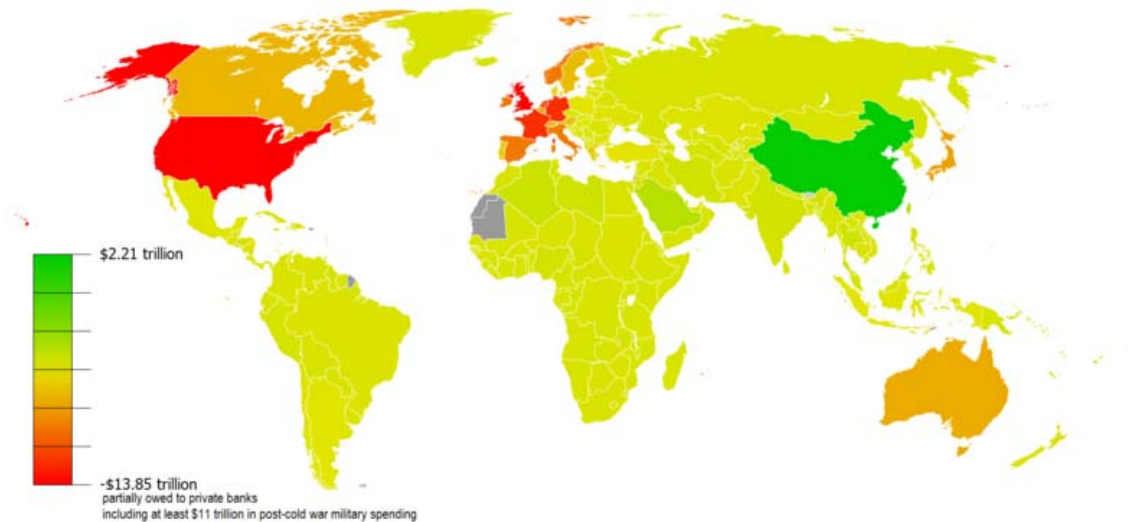 $2.21 trillion
-$13.85 trillion
partially owed to private banks
including at least $11 trillion in post-cold war military spending